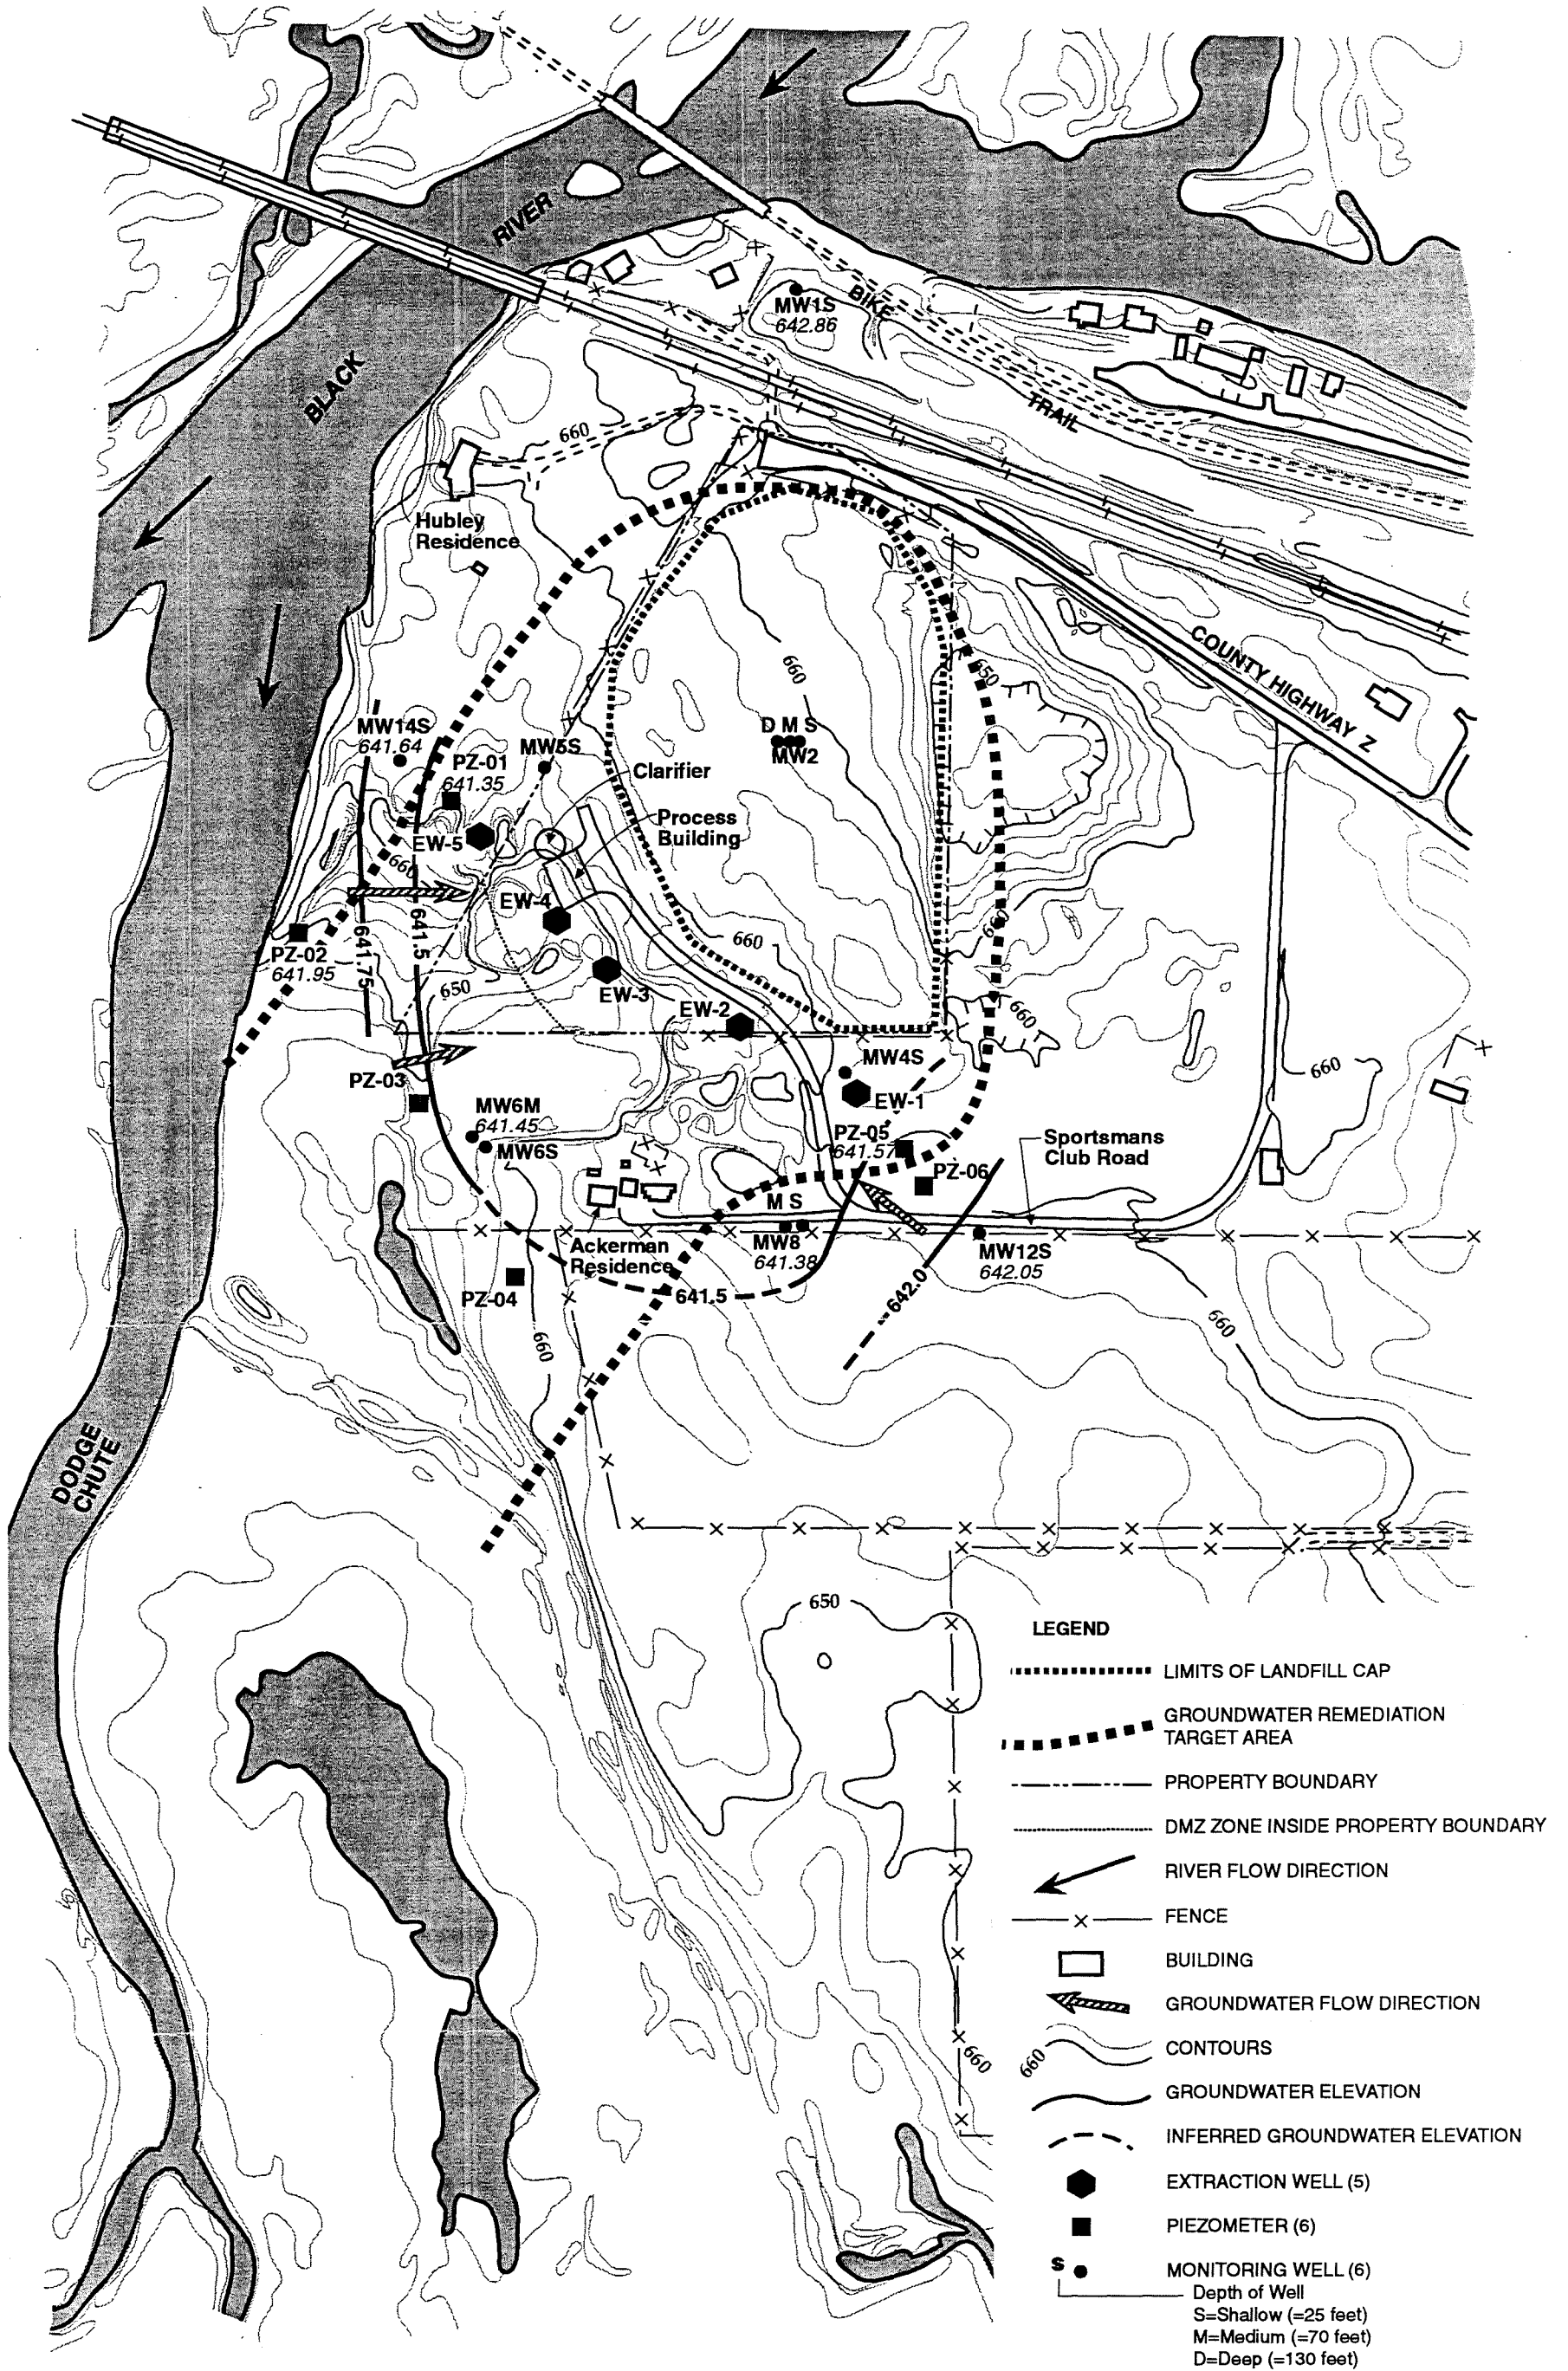 RIVER
MW1S
642.86
BIKE
BLACK
TRAIL
660
Hubley
Residence
COUNTY HIGHWAY Z
660
650
MW14S
641.64
MW5S
PZ-01
641.35
D M S
MW2
Clarifier
Process
Building
EW-5
660
EW-4
641.5
641.75
660
PZ-02
641.95
650
EW-3
EW-2
660
MW4S
660
PZ-03
EW-1
MW6M
641.45
MW6S
PZ-05
641.57
PZ-06
Sportsmans
Club Road
M S
MW8
641.38
MW12S
642.05
Ackerman
Residence
PZ-04
641.5
642.0
660
660
DODGE
CHUTE
650
660
LEGEND
LIMITS OF LANDFILL CAP
GROUNDWATER REMEDIATION
TARGET AREA
PROPERTY BOUNDARY
DMZ ZONE INSIDE PROPERTY BOUNDARY
RIVER FLOW DIRECTION
FENCE
BUILDING
GROUNDWATER FLOW DIRECTION
660
CONTOURS
GROUNDWATER ELEVATION
INFERRED GROUNDWATER ELEVATION
EXTRACTION WELL (5)
PIEZOMETER (6)
S
MONITORING WELL (6)
Depth of Well
S=Shallow (=25 feet)
M=Medium (=70 feet)
D=Deep (=130 feet)